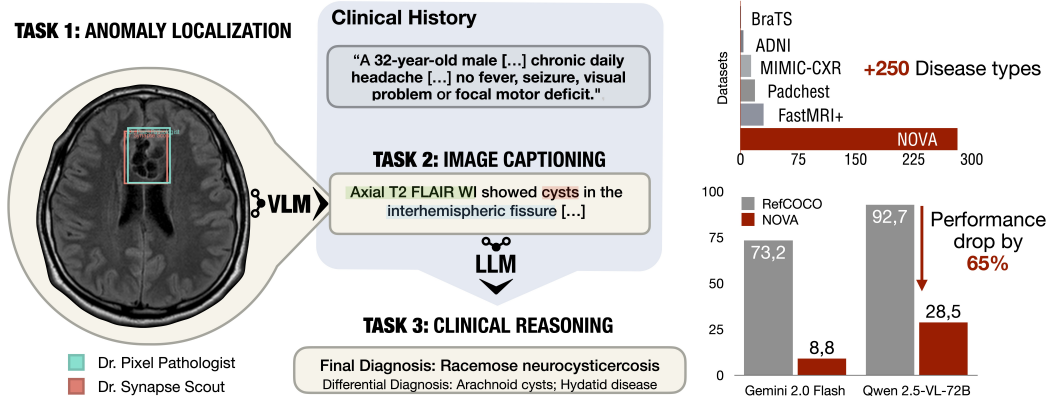 TASK 1: ANOMALY LOCALIZATION
Dr. Pixel Pathologist
Dr. Synapse Scout
VLM
Clinical History
“A 32-year-old male [...] chronic daily
headache [...] no fever, seizure, visual
problem or focal motor deficit."
TASK 2: IMAGE CAPTIONING
Axial T2 FLAIR WI showed cysts in the
interhemispheric fissure [...]
LLM
TASK 3: CLINICAL REASONING
Final Diagnosis: Racemose neurocysticercosis
Differential Diagnosis: Arachnoid cysts; Hydatid disease
Datasets
BraTS
ADNI
MIMIC-CXR
Padchest
FastMRI+
NOVA
+250 Disease types
0 75 150 225 300
100
75
50
25
0
RefCOCO
NOVA
73,2
8,8
92,7
28,5
Performance
drop by
65%
Gemini 2.0 Flash
Qwen 2.5-VL-72B